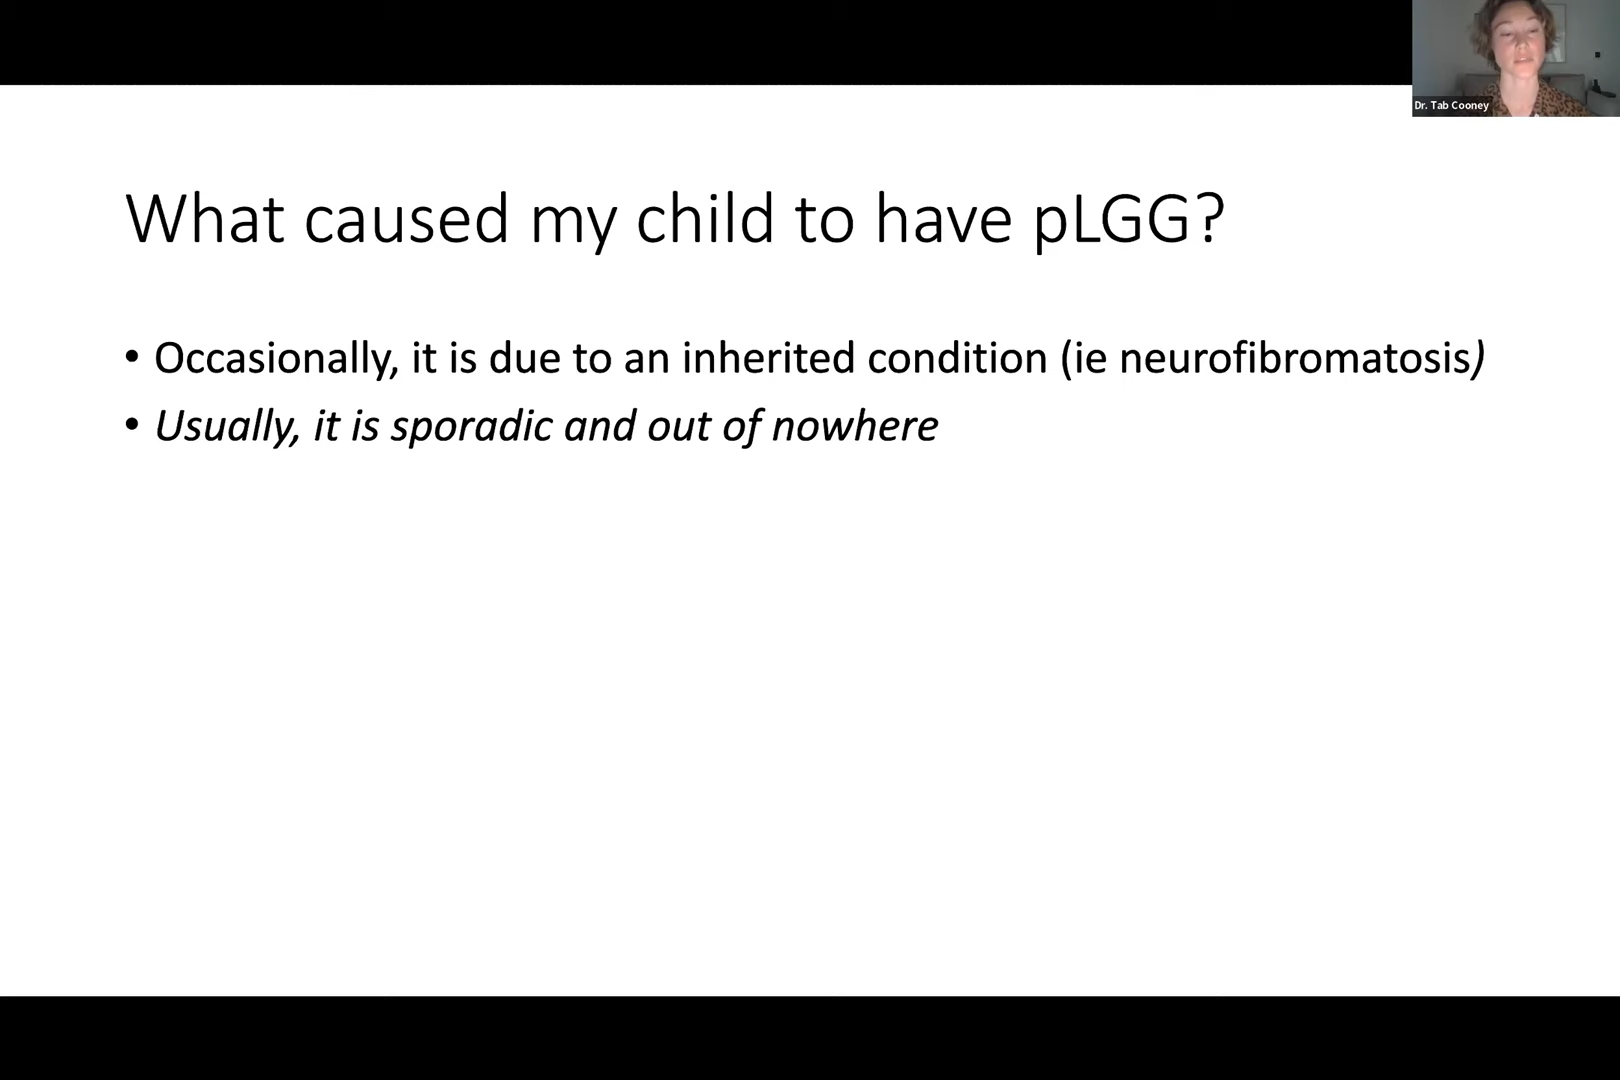 Dr. Tab Cooney
What caused my child to have pLGG?
• Occasionally, it is due to an inherited condition (ie neurofibromatosis)
• Usually, it is sporadic and out of nowhere